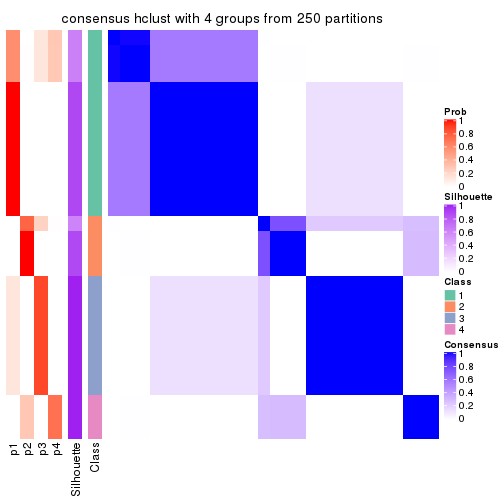 consensus hclust with 4 groups from 250 partitions
Prob
1
0.8
0.6
0.4
0.2
0
Silhouette
1
0.8
0.6
0.4
0.2
0
Class
1
2
3
4
Consensus
1
0.8
0.6
0.4
0.2
0
p1
p2
p3
p4
Silhouette
Class